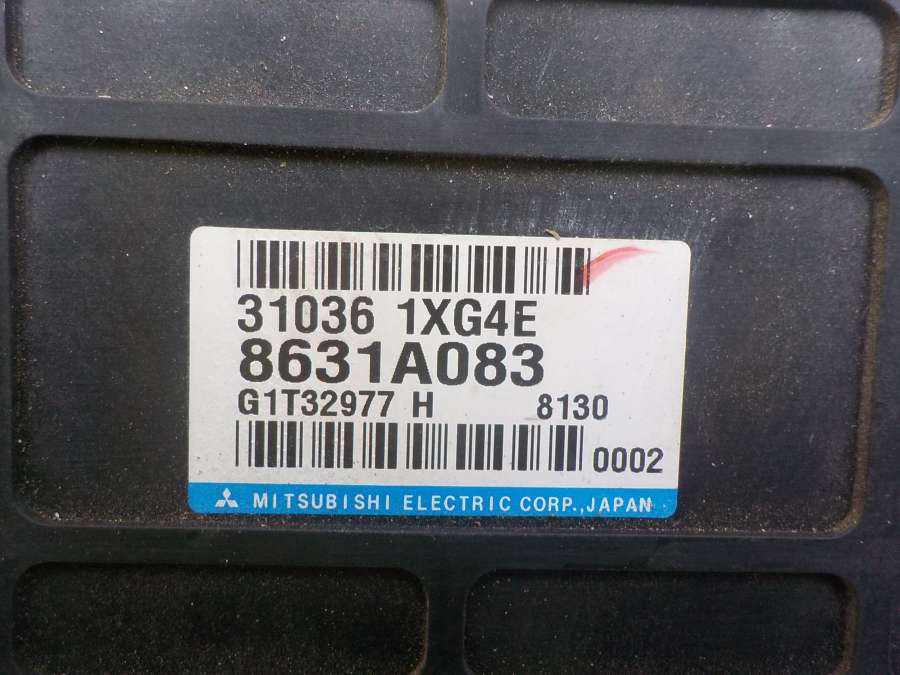 31036 1XG4E
8631A083
G1T32977 H 8130
0002
MITSUBISHI ELECTRIC CORP., JAPAN